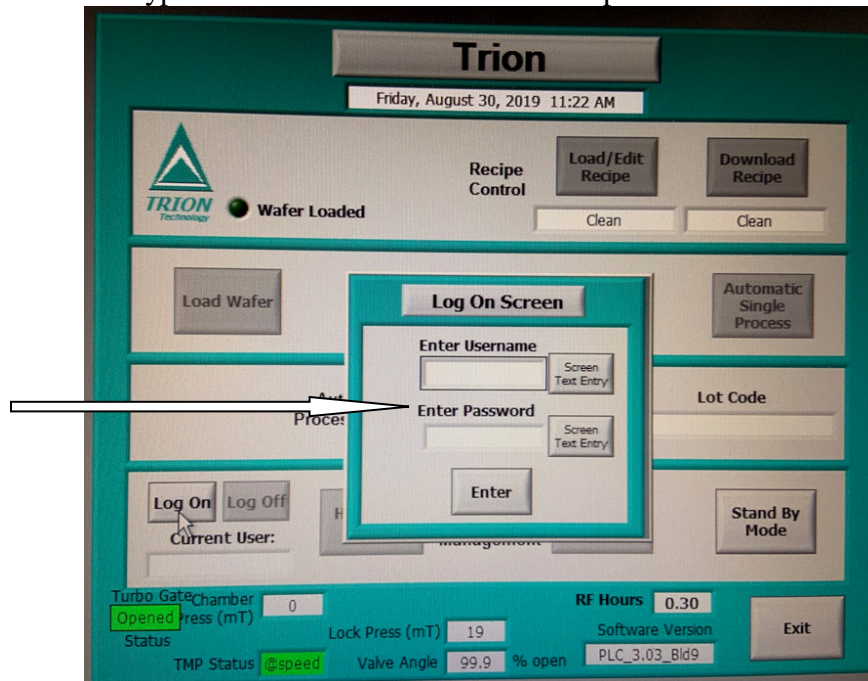 Trion
Friday, August 30, 2019 11:22 AM
TRION
Technology
Wafer Loaded
Recipe
Control
Load/Edit
Recipe
Download
Recipe
Clean
Clean
Load Wafer
Automatic
Single
Process
Log On Screen
Enter Username
Screen
Text Entry
Enter Password
Screen
Text Entry
Enter
Lot Code
Log On
Log Off
Current User:
Stand By
Mode
Turbo Gate
Opened
Status
Chamber
Press (mT)
0
RF Hours 0.30
Lock Press (mT) 19
Software Version
PLC_3.03_Bld9
Exit
TMP Status @speed
Valve Angle 99.9 % open